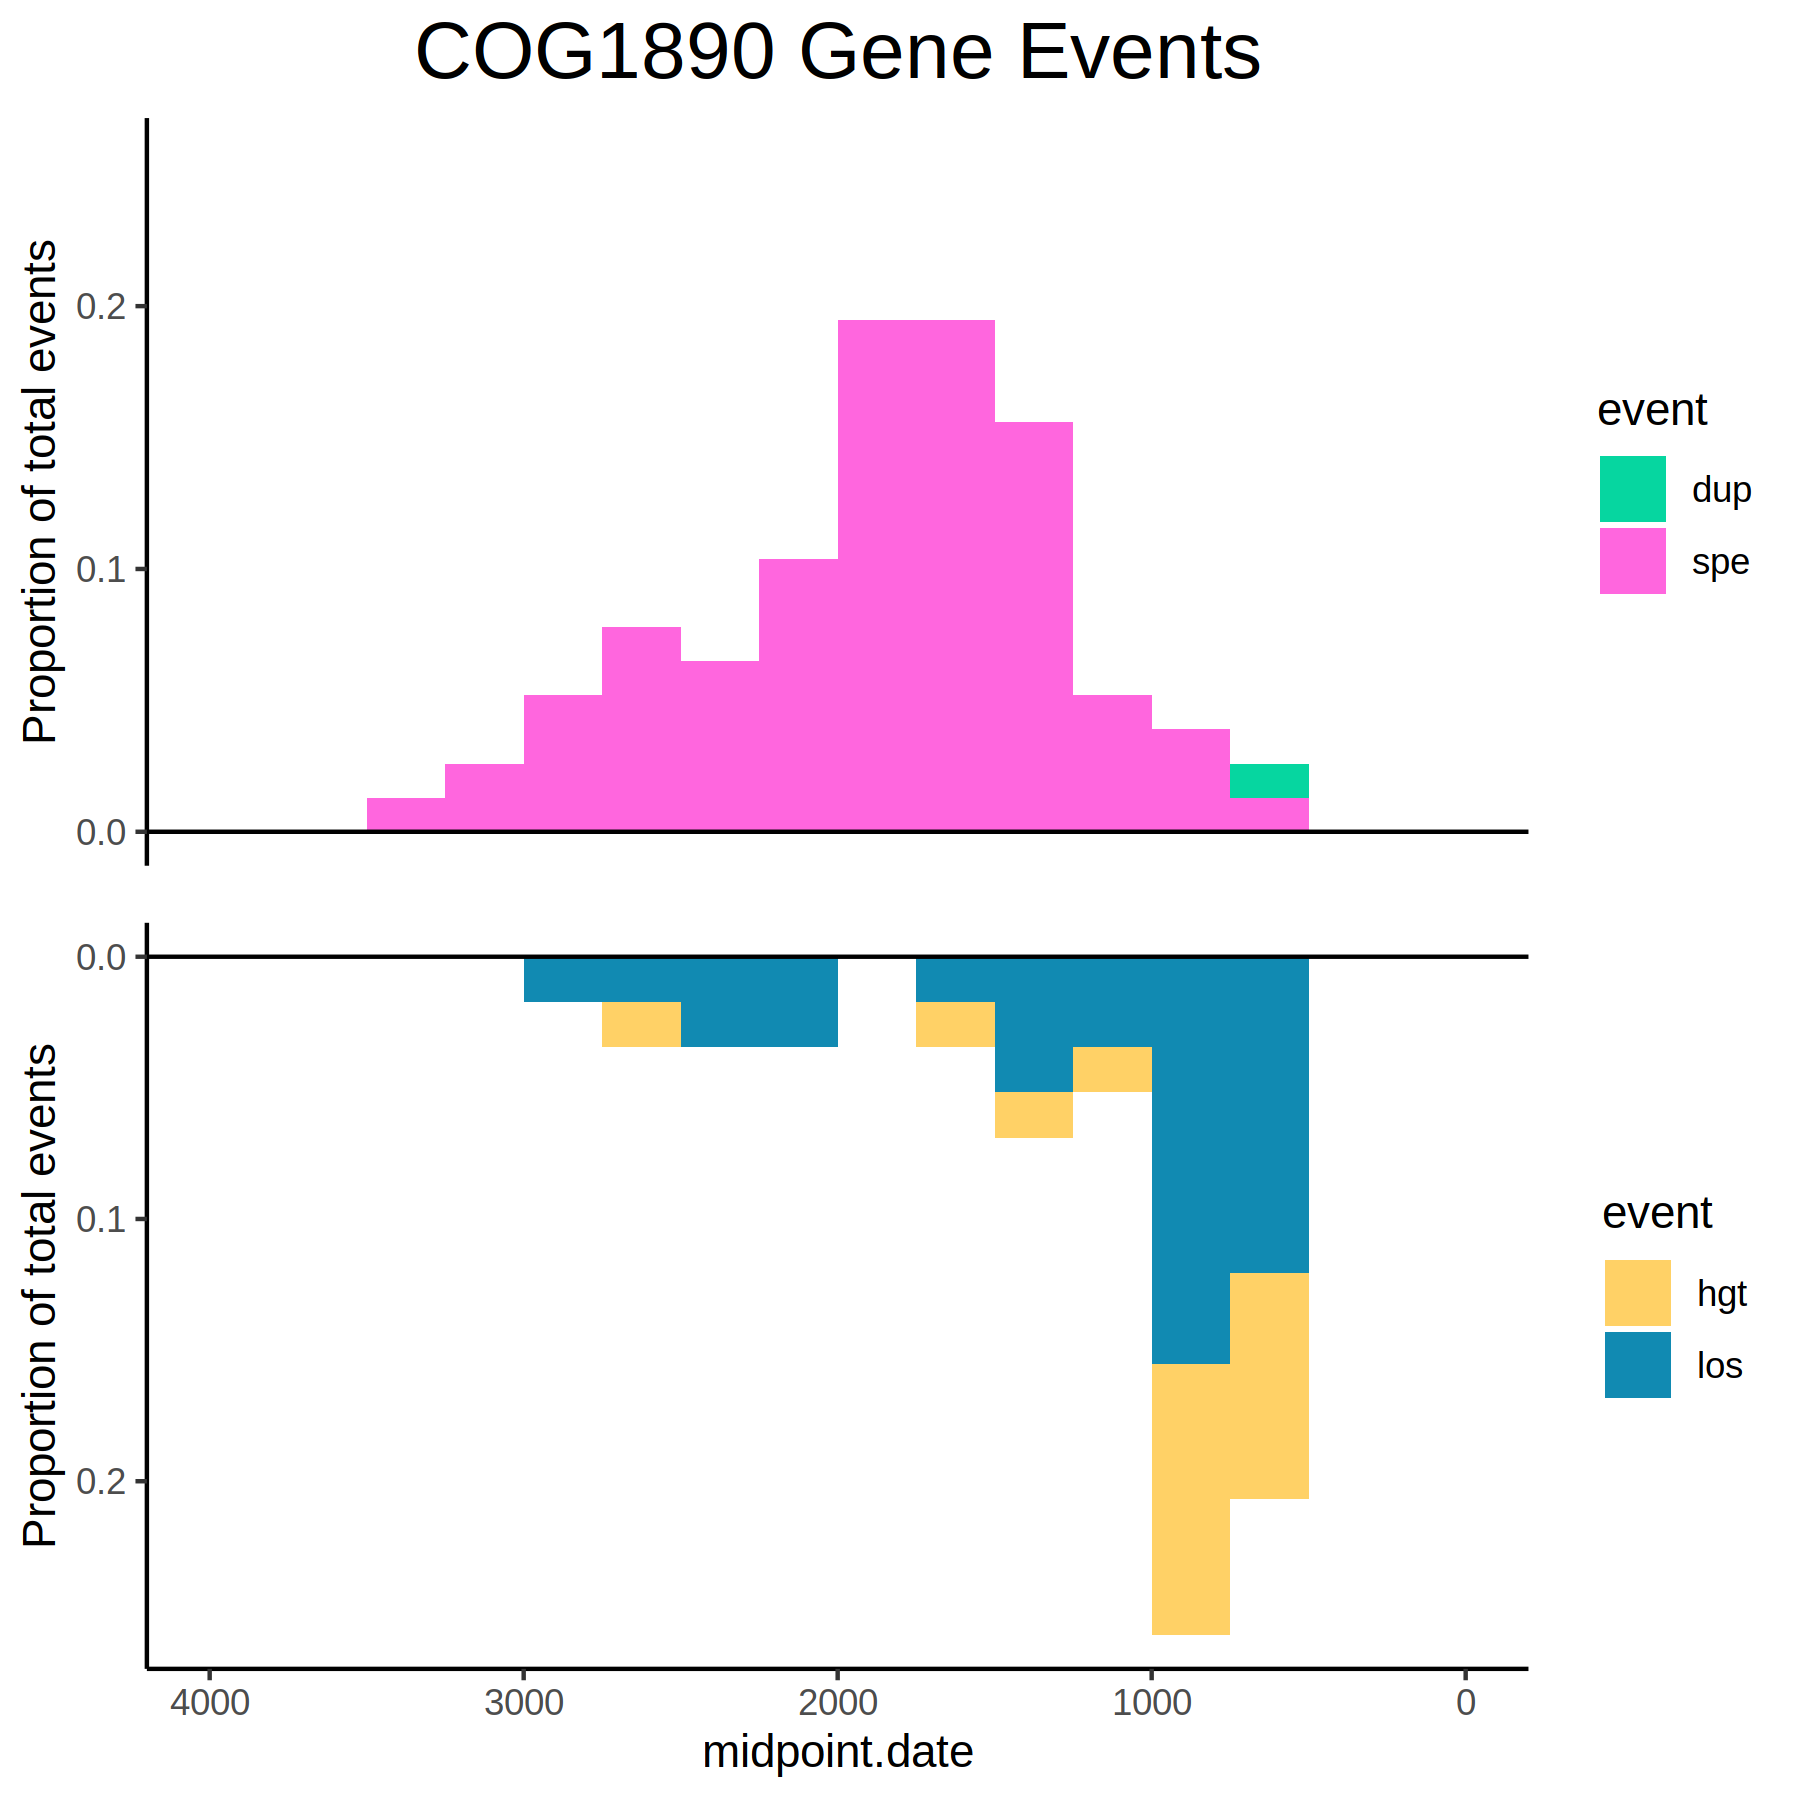 COG1890 Gene Events
Proportion of total events
0.2
0.1
0.0
event
dup
spe
Proportion of total events
0.0
0.1
0.2
event
hgt
los
4000 3000 2000 1000 0
midpoint.date